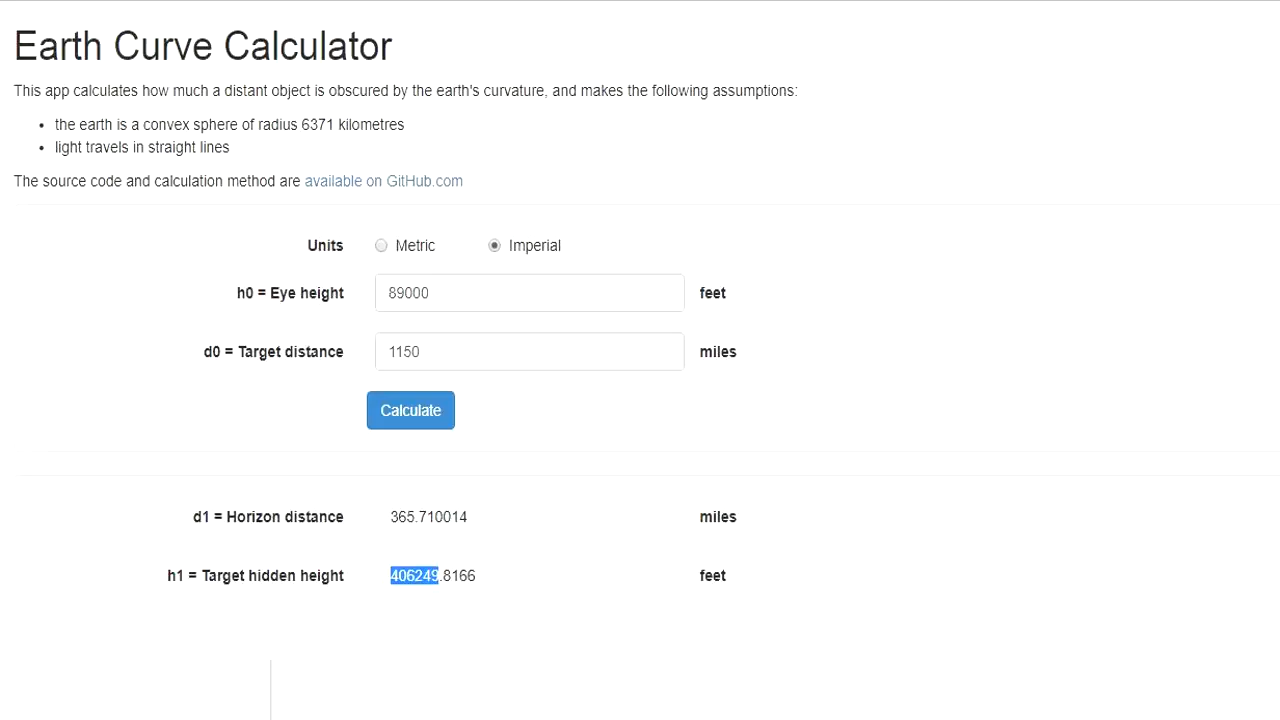 Earth Curve Calculator
This app calculates how much a distant object is obscured by the earth's curvature, and makes the following assumptions:
• the earth is a convex sphere of radius 6371 kilometres
• light travels in straight lines
The source code and calculation method are available on GitHub.com
Units Metric Imperial
h0 = Eye height 89000 feet
d0 = Target distance 1150 miles
Calculate
d1 = Horizon distance 365.710014 miles
h1 = Target hidden height 406249.8166 feet